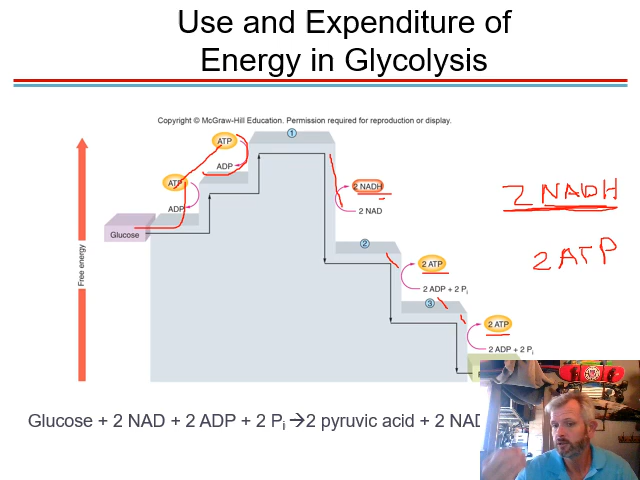 Use and Expenditure of
Energy in Glycolysis
Copyright © McGraw-Hill Education. Permission required for reproduction or display.
ATP
1
ADP
ATP
2 NADH
2 NADH
ADP
2 NAD
Glucose
2
2 ATP
2 ATP
Free energy
2 ADP + 2 Pi
3
2 ATP
2 ADP + 2 Pi
Glucose + 2 NAD + 2 ADP + 2 Pi →2 pyruvic acid + 2 NAD